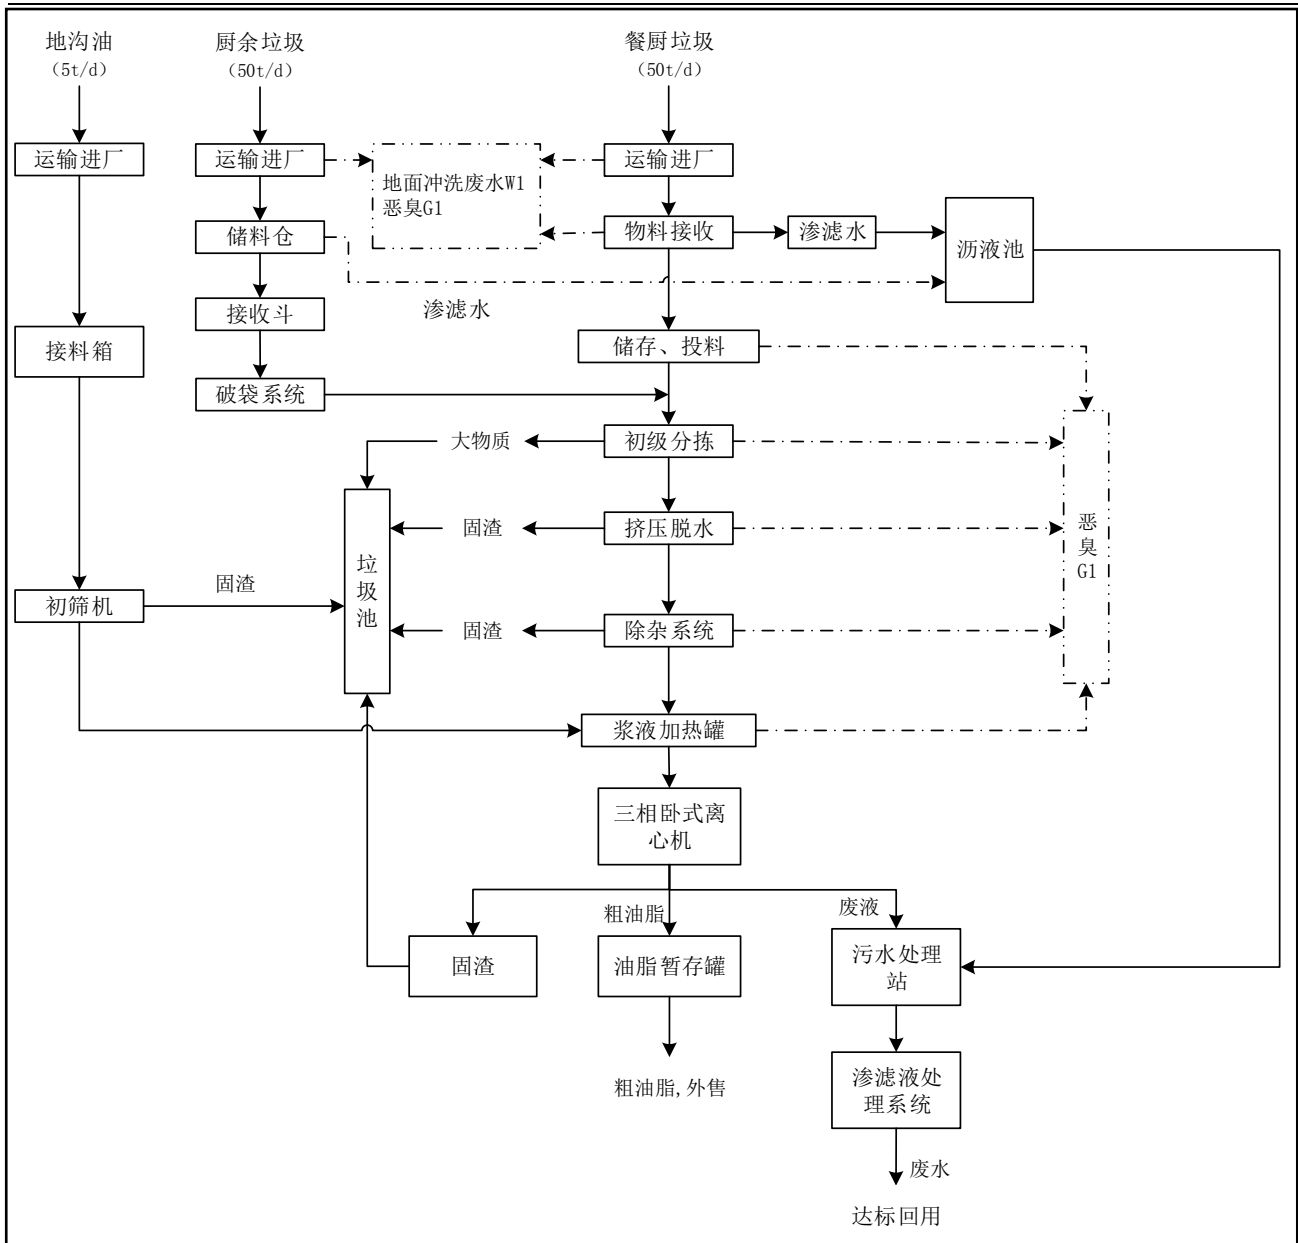 地沟油
（5t/d）
厨余垃圾
（50t/d）
餐厨垃圾
（50t/d）
运输进厂
运输进厂
运输进厂
地面冲洗废水W1
恶臭G1
储料仓
物料接收
渗滤水
沥液池
渗滤水
接收斗
接料箱
储存、投料
破袋系统
大物质
初级分拣
固渣
挤压脱水
恶
臭
G1
垃
圾
池
固渣
初筛机
固渣
除杂系统
浆液加热罐
三相卧式离
心机
粗油脂
废液
固渣
油脂暂存罐
污水处理
站
粗油脂,外售
渗滤液处
理系统
废水
达标回用